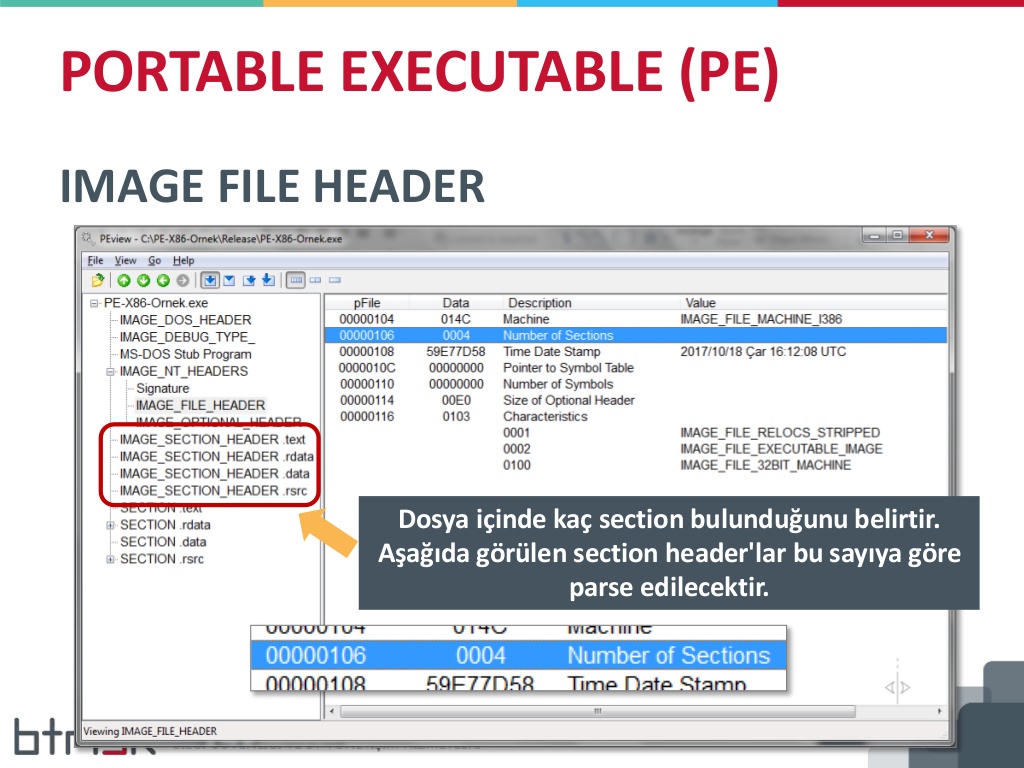 PORTABLE EXECUTABLE (PE)
IMAGE FILE HEADER
PEview - C:\PE-X86-Ornek\Release\PE-X86-Ornek.exe
File View Go Help
PE-X86-Ornek.exe
IMAGE_DOS_HEADER
IMAGE_DEBUG_TYPE_
MS-DOS Stub Program
IMAGE_NT_HEADERS
Signature
IMAGE_FILE_HEADER
IMAGE_OPTIONAL_HEADER
IMAGE_SECTION_HEADER .text
IMAGE_SECTION_HEADER .rdata
IMAGE_SECTION_HEADER .data
IMAGE_SECTION_HEADER .rsrc
SECTION .text
SECTION .rdata
SECTION .data
SECTION .rsrc
pFile Data Description Value
00000104 014C Machine IMAGE_FILE_MACHINE_I386
00000106 0004 Number of Sections
00000108 59E77D58 Time Date Stamp 2017/10/18 Çar 16:12:08 UTC
0000010C 00000000 Pointer to Symbol Table
00000110 00000000 Number of Symbols
00000114 00E0 Size of Optional Header
00000116 0103 Characteristics
0001 IMAGE_FILE_RELOCS_STRIPPED
0002 IMAGE_FILE_EXECUTABLE_IMAGE
0100 IMAGE_FILE_32BIT_MACHINE
Dosya içinde kaç section bulunduğunu belirtir.
Aşağıda görülen section header'lar bu sayıya göre
parse edilecektir.
00000104 014C Machine
00000106 0004 Number of Sections
00000108 59E77D58 Time Date Stamp
Viewing IMAGE_FILE_HEADER